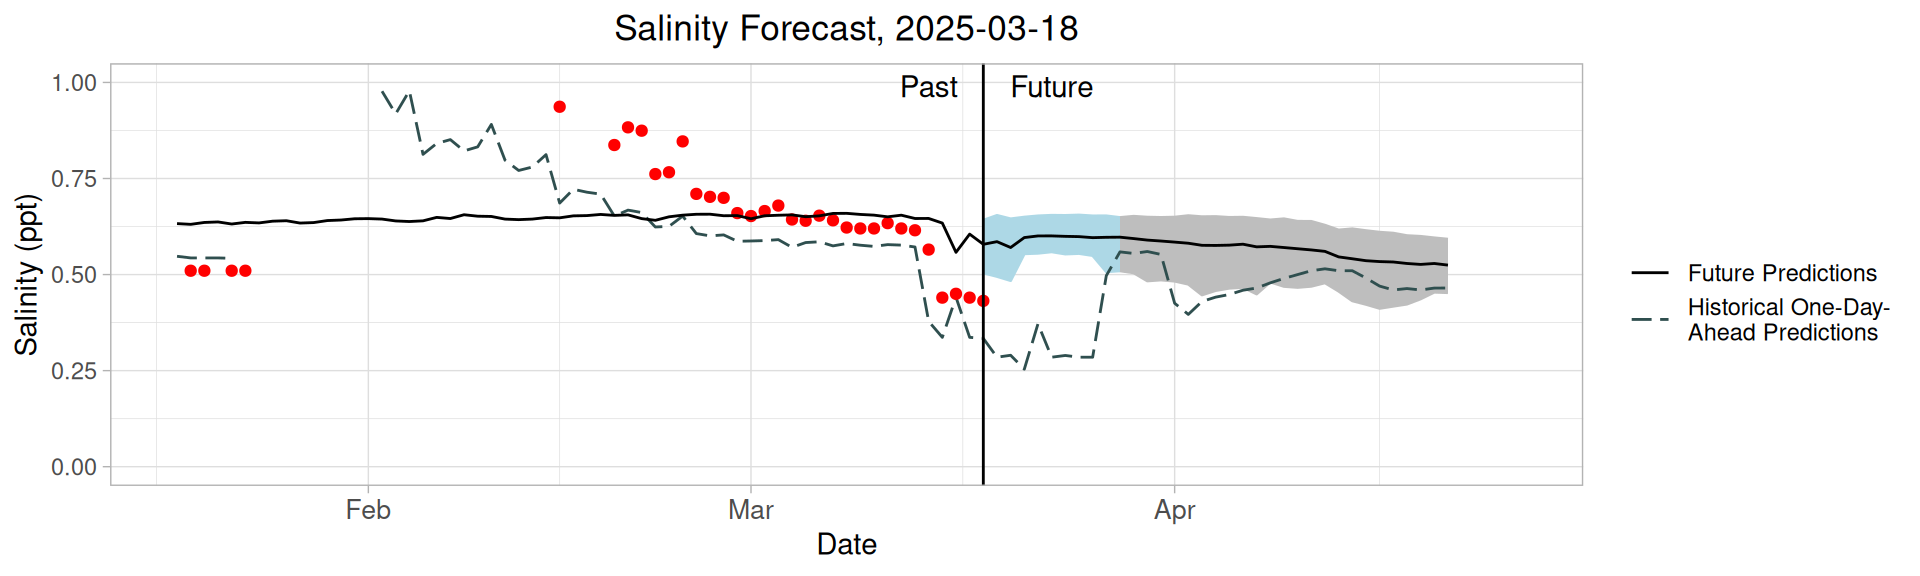 Salinity Forecast, 2025-03-18
Past
Future
1.00
0.75
0.50
0.25
0.00
Salinity (ppt)
Feb
Mar
Apr
Date
Future Predictions
Historical One-Day-
Ahead Predictions